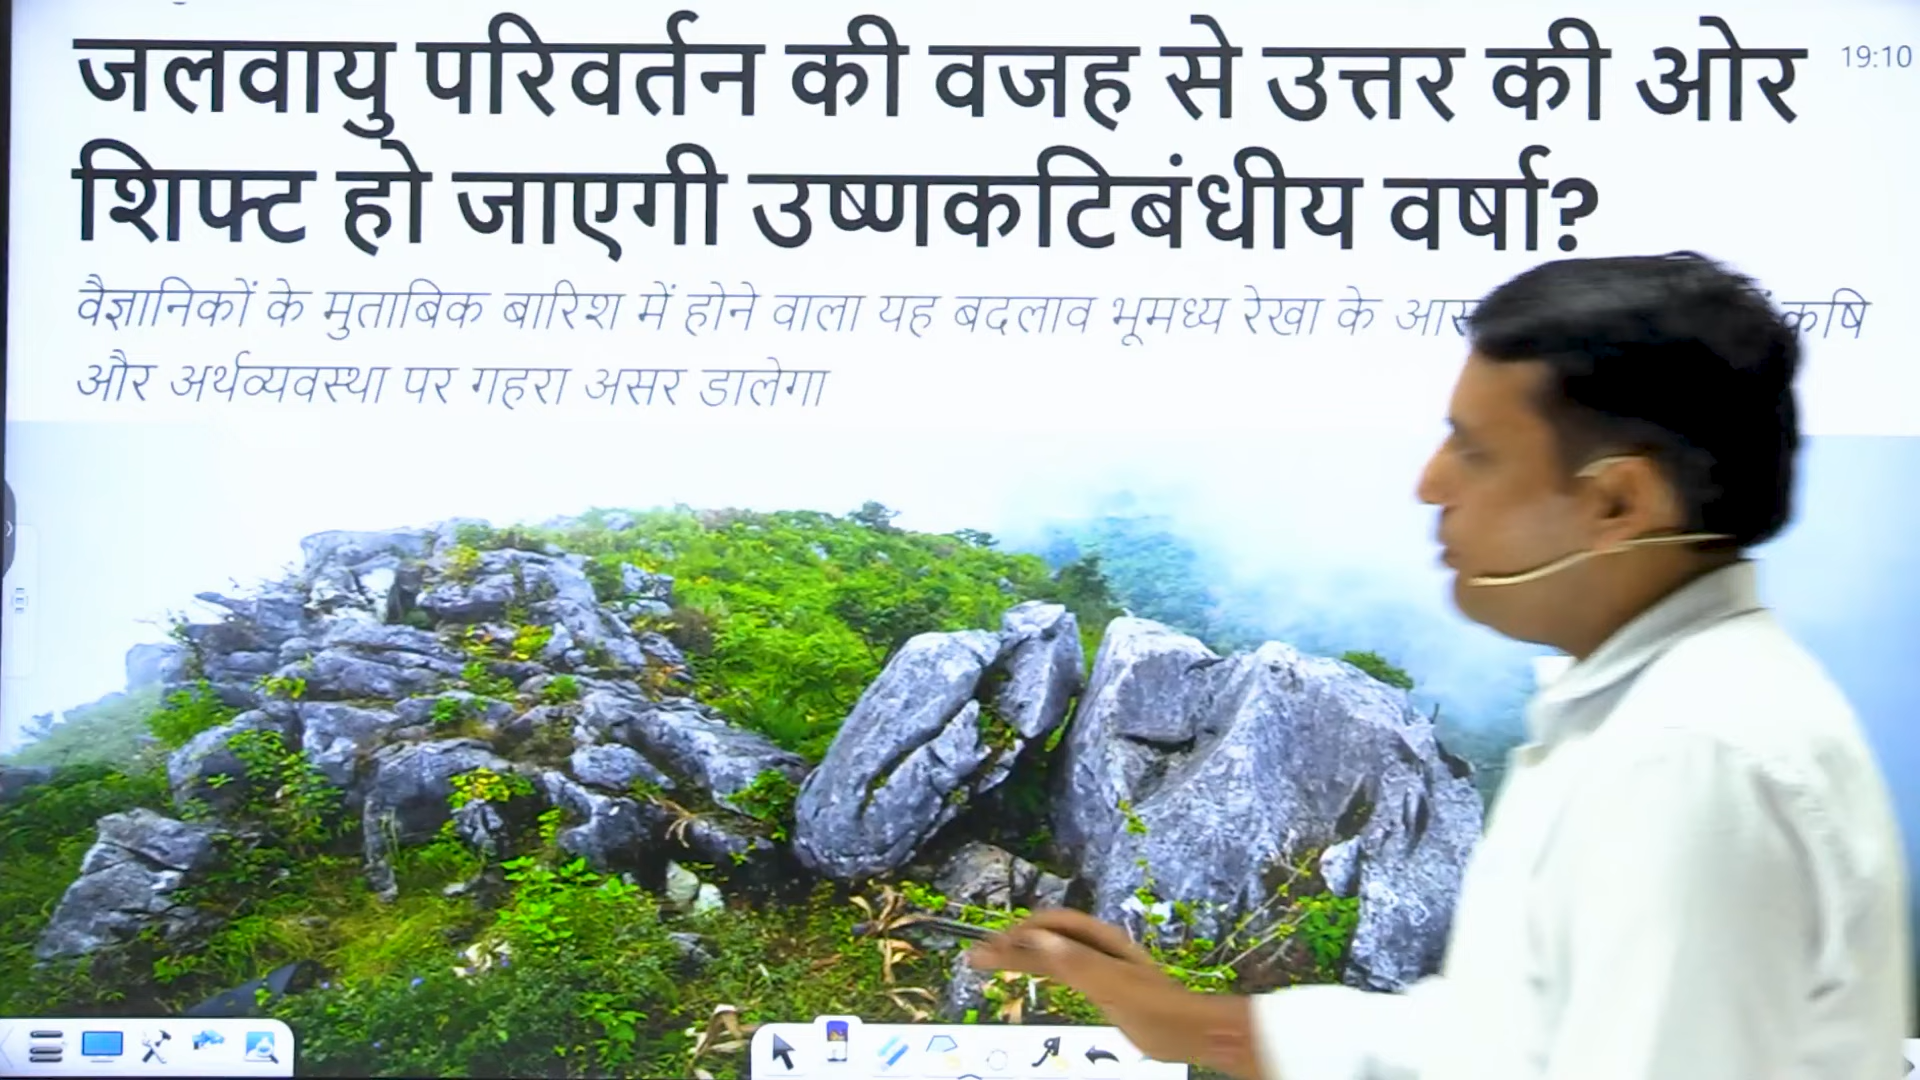 जलवायु परिवर्तन की वजह से उत्तर की ओर
19:10
शिफ्ट हो जाएगी उष्णकटिबंधीय वर्षा?
वैज्ञानिकों के मुताबिक बारिश में होने वाला यह बदलाव भूमध्य रेखा के कृषि
और अर्थव्यवस्था पर गहरा असर डालेगा